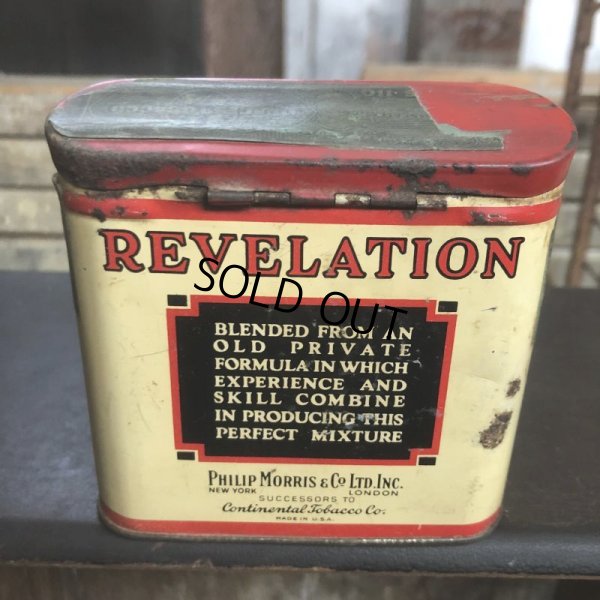 REVELATION
SOLD OUT
BLENDED FROM AN
OLD PRIVATE
FORMULA IN WHICH
EXPERIENCE AND
SKILL COMBINE
IN PRODUCING THIS
PERFECT MIXTURE
PHILIP MORRIS & CO LTD. INC.
NEW YORK LONDON
SUCCESSORS TO
Continental Tobacco Co.
MADE IN U.S.A.